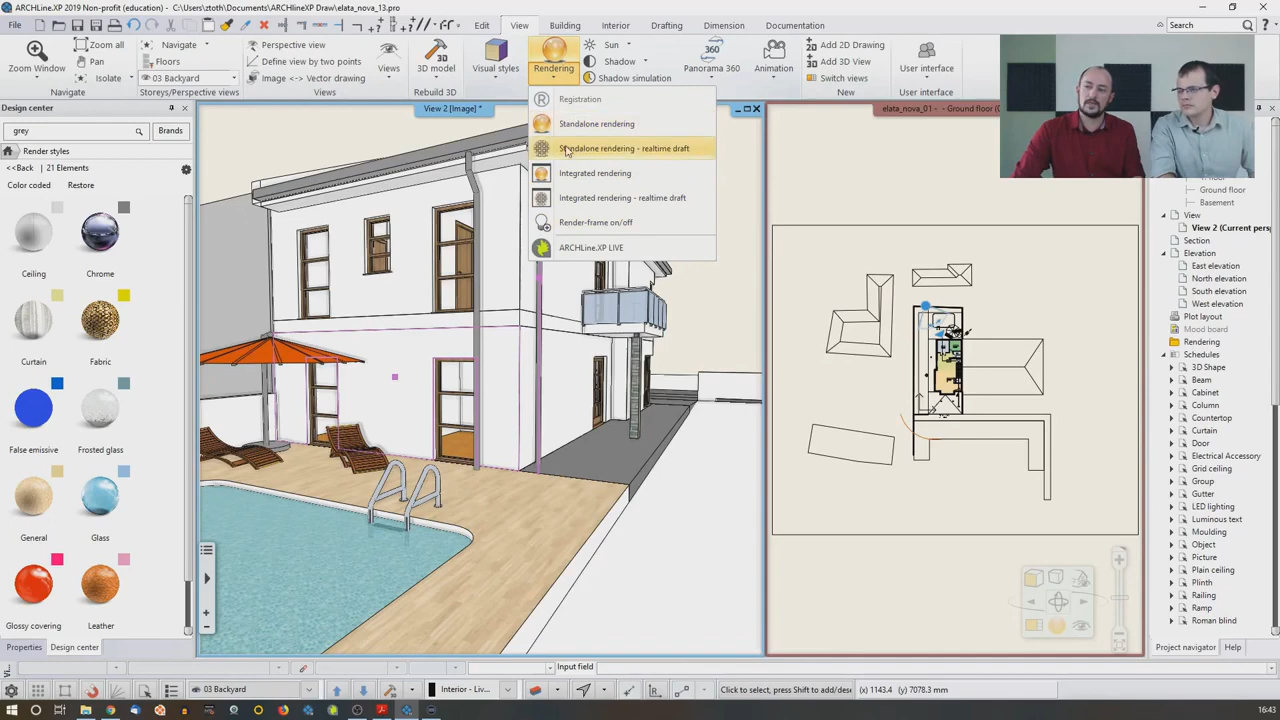 ARCHline.XP 2019 Non-profit (education) - C:\Users\zoth\Documents\ARCHline.XP Draw\elata_nova_13.pro
File
Edit
View
Building
Interior
Drafting
Dimension
Documentation
Search
Zoom Window
Zoom all
Pan
Isolate
Navigate
Floors
03 Backyard
Perspective view
Define view by two points
Image <<> Vector drawing
Views
3D model
Visual styles
Rendering
Sun
Shadow
Shadow simulation
Panorama 360
Animation
Add 2D Drawing
Add 3D View
Switch views
User interface
Navigate
Storeys/Perspective views
Views
Rebuild 3D
User interface
Registration
Standalone rendering
Standalone rendering - realtime draft
Integrated rendering
Integrated rendering - realtime draft
Render-frame on/off
ARCHLine.XP LIVE
Design center
grey
Brands
Render styles
<<Back
21 Elements
Color coded
Restore
Ceiling
Chrome
Curtain
Fabric
False emissive
Frosted glass
General
Glass
Glossy covering
Leather
Properties
Design center
View 2 [Image] *
elata_nova_01 - Ground floor
Ground floor
Basement
View
View 2 (Current persp
Section
Elevation
East elevation
North elevation
South elevation
West elevation
Plot layout
Mood board
Rendering
Schedules
3D Shape
Beam
Cabinet
Column
Countertop
Curtain
Door
Electrical Accessory
Grid ceiling
Group
Gutter
LED lighting
Luminous text
Moulding
Object
Picture
Plain ceiling
Plinth
Railing
Ramp
Roman blind
Project navigator
Help
Input field
03 Backyard
Interior - Liv...
Click to select, press Shift to add/dese
(x) 1143.4 (y) 7078.3 mm
16:43